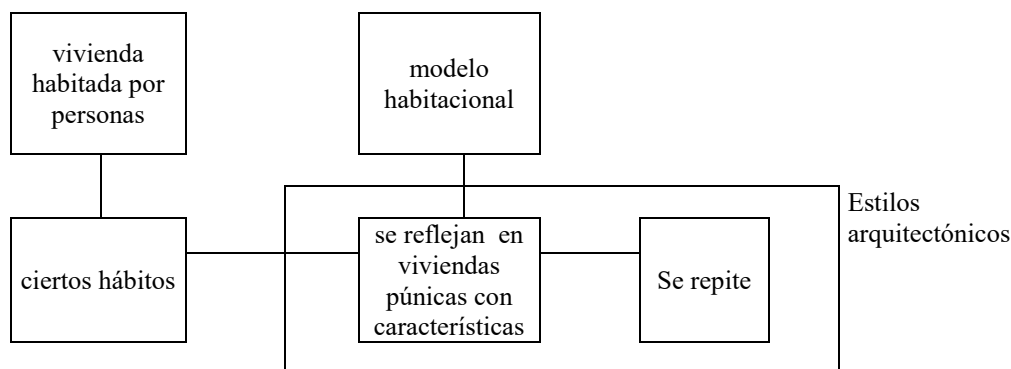 vivienda
habitada por
personas
modelo
habitacional
Estilos
arquitectónicos
ciertos hábitos
se reflejan  en
viviendas
púnicas con
características
Se repite